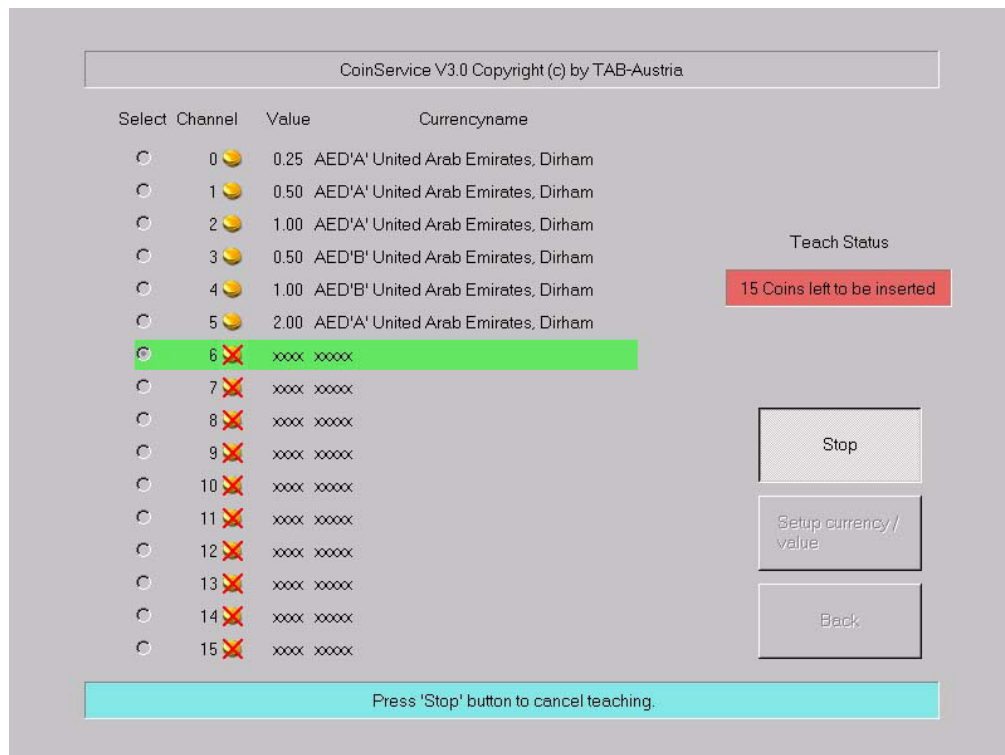 CoinService V3.0 Copyright (c) by TAB-Austria
Select Channel Value Currencyname
0 0.25 AED'A' United Arab Emirates, Dirham
1 0.50 AED'A' United Arab Emirates, Dirham
2 1.00 AED'A' United Arab Emirates, Dirham
3 0.50 AED'B' United Arab Emirates, Dirham
4 1.00 AED'B' United Arab Emirates, Dirham
5 2.00 AED'A' United Arab Emirates, Dirham
6 xxxx xxxxx
7 xxxx xxxxx
8 xxxx xxxxx
9 xxxx xxxxx
10 xxxx xxxxx
11 xxxx xxxxx
12 xxxx xxxxx
13 xxxx xxxxx
14 xxxx xxxxx
15 xxxx xxxxx
Teach Status
15 Coins left to be inserted
Stop
Setup currency /
value
Back
Press 'Stop' button to cancel teaching.